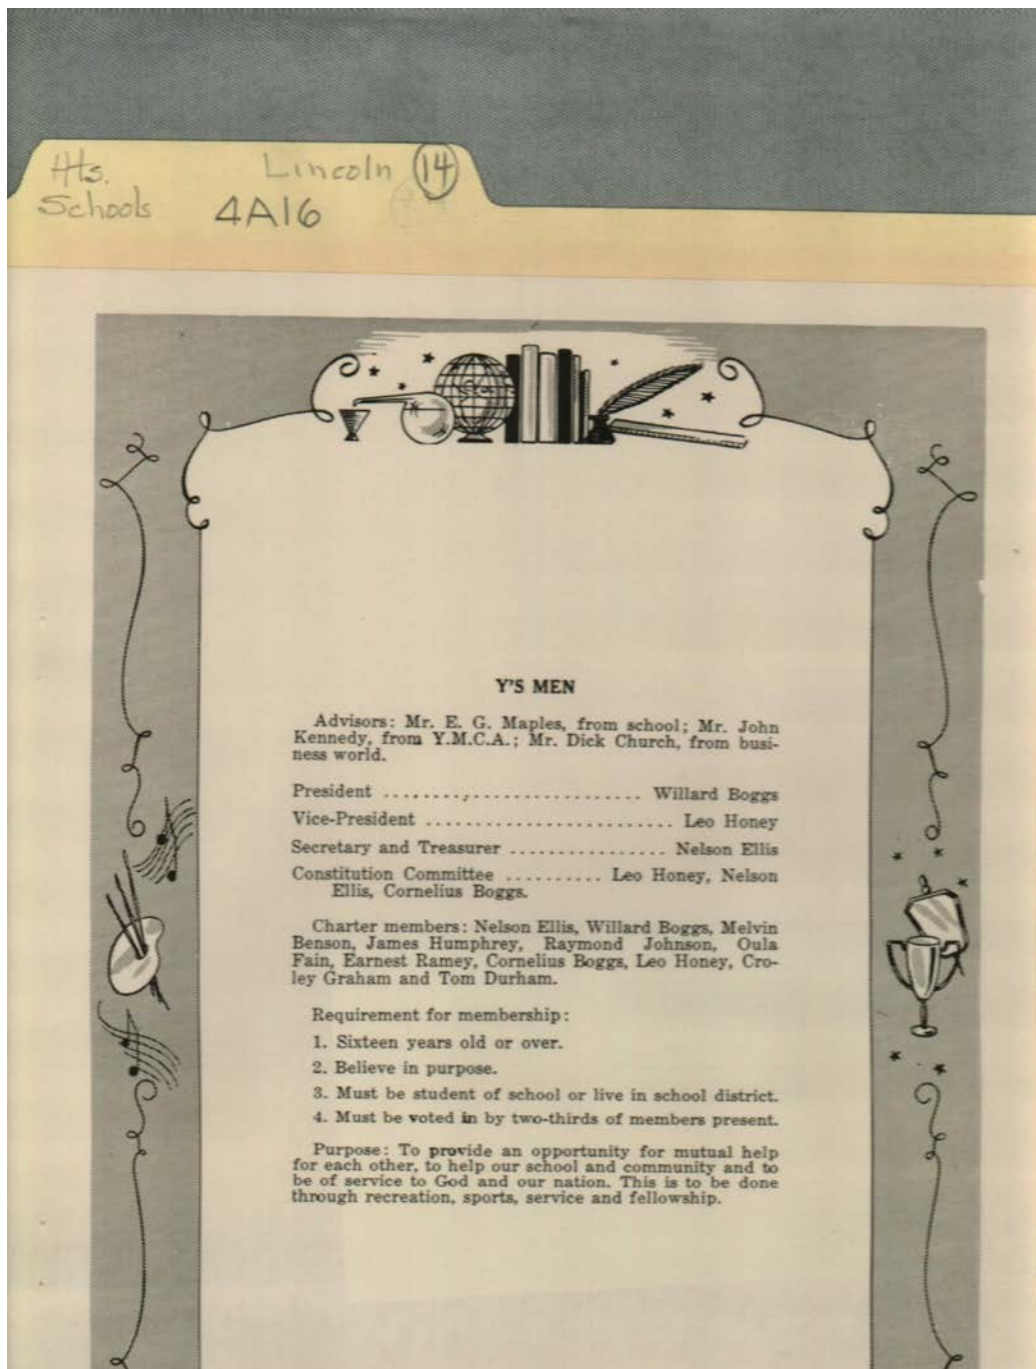 Hts. Lincoln 14
Schools 4A16
Y'S MEN
Advisors: Mr. E. G. Maples, from school; Mr. John
Kennedy, from Y.M.C.A.; Mr. Dick Church, from busi-
ness world.
President .............................. Willard Boggs
Vice-President .......................... Leo Honey
Secretary and Treasurer ................ Nelson Ellis
Constitution Committee .......... Leo Honey, Nelson
Ellis, Cornelius Boggs.
Charter members: Nelson Ellis, Willard Boggs, Melvin
Benson, James Humphrey, Raymond Johnson, Oula
Fain, Earnest Ramey, Cornelius Boggs, Leo Honey, Cro-
ley Graham and Tom Durham.
Requirement for membership:
1. Sixteen years old or over.
2. Believe in purpose.
3. Must be student of school or live in school district.
4. Must be voted in by two-thirds of members present.
Purpose: To provide an opportunity for mutual help
for each other, to help our school and community and to
be of service to God and our nation. This is to be done
through recreation, sports, service and fellowship.